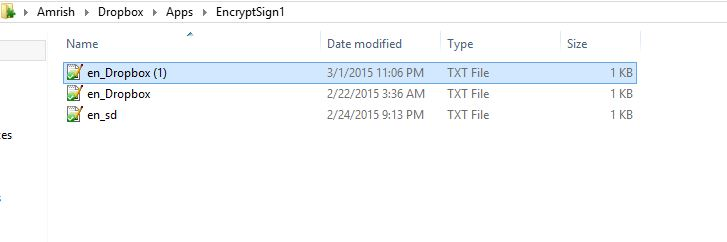 Amrish Dropbox Apps EncryptSign1
Name Date modified Type Size
en_Dropbox (1) 3/1/2015 11:06 PM TXT File 1 KB
en_Dropbox 2/22/2015 3:36 AM TXT File 1 KB
en_sd 2/24/2015 9:13 PM TXT File 1 KB